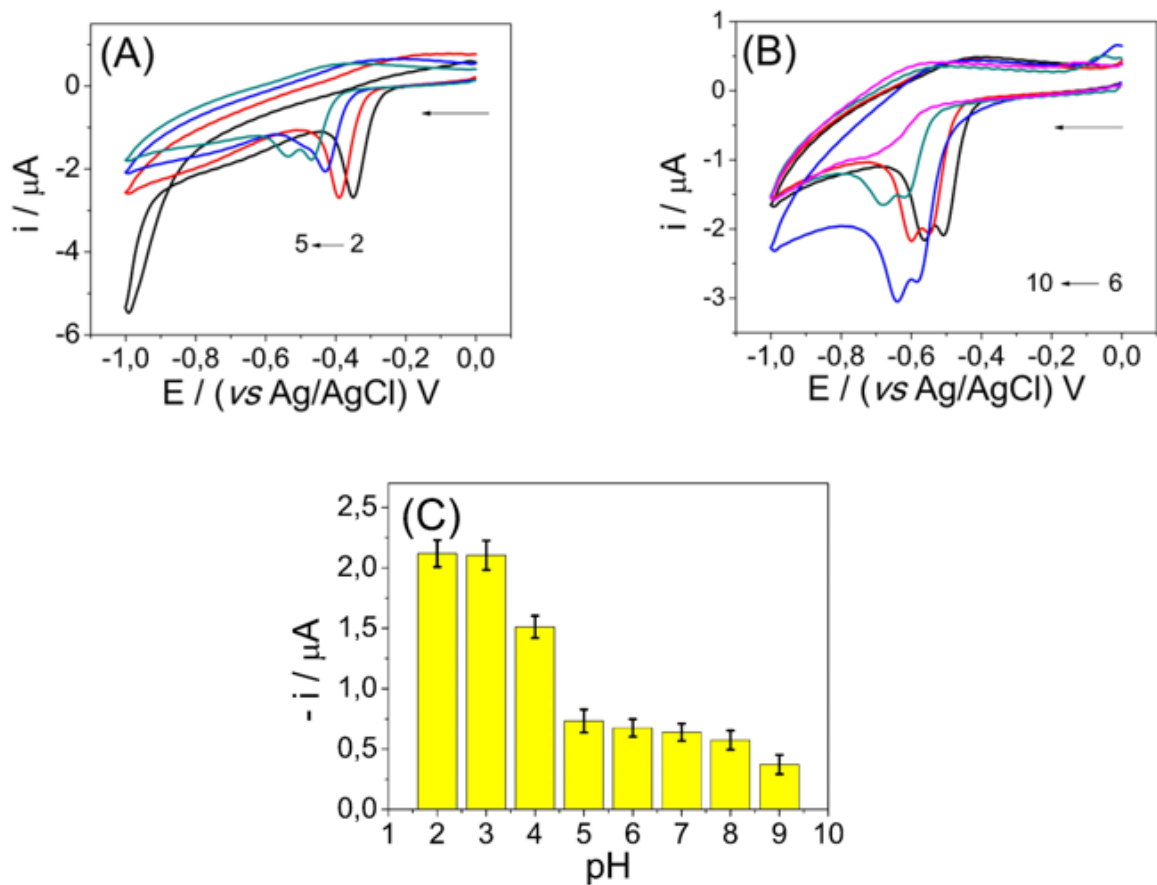 (A)
0
-2
-4
-6
i / μA
5 ← 2
-1,0 -0,8 -0,6 -0,4 -0,2 0,0
E / (vs Ag/AgCl) V
(B)
1
0
-1
-2
-3
i / μA
10 ← 6
-1,0 -0,8 -0,6 -0,4 -0,2 0,0
E / (vs Ag/AgCl) V
(C)
2,5
2,0
1,5
1,0
0,5
0,0
- i / μA
1 2 3 4 5 6 7 8 9 10
pH